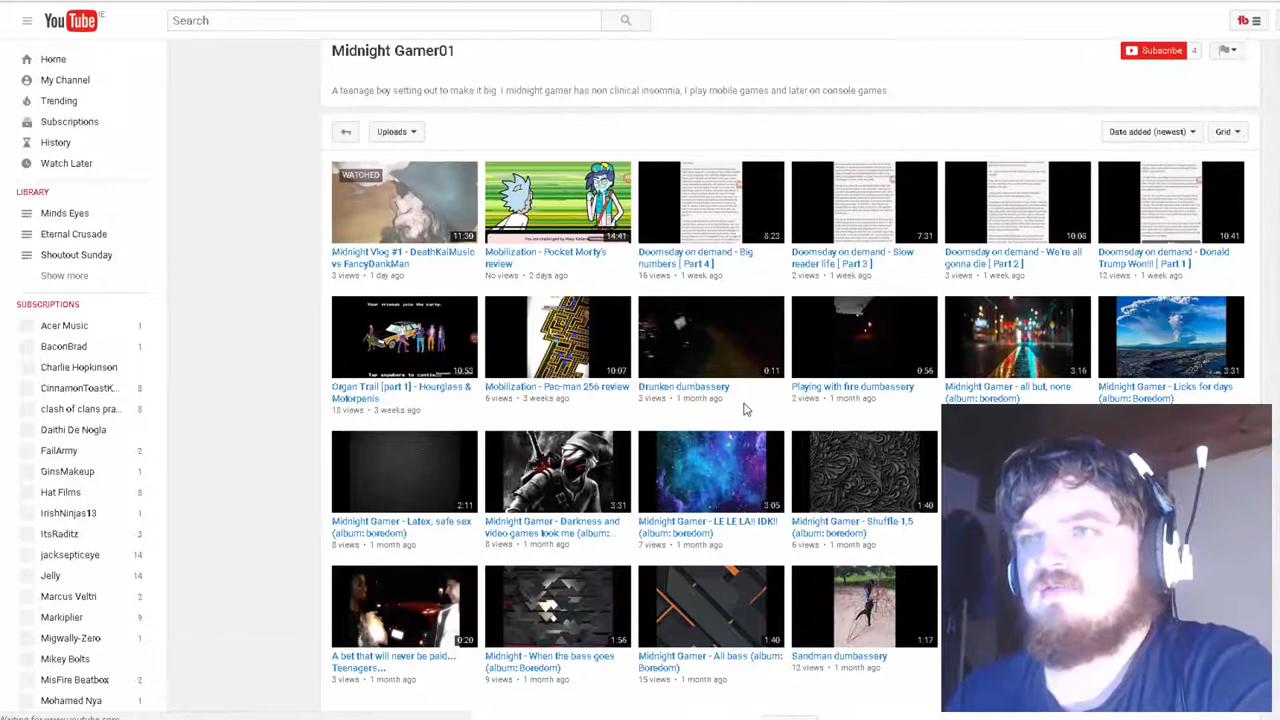 YouTube IE
Search
Midnight Gamer01
Subscribe 4
A teenage boy setting out to make it big I midnight gamer has non clinical insomnia, I play mobile games and later on console games
Uploads
Date added (newest)
Grid
Home
My Channel
Trending
Subscriptions
History
Watch Later
LIBRARY
Minds Eyes
Eternal Crusade
Shoutout Sunday
Show more
SUBSCRIPTIONS
Acer Music 1
BaconBrad 1
Charlie Hopkinson
CinnamonToastK... 8
clash of clans pra...
Daithi De Nogla
FailArmy 2
GinsMakeup 1
Hat Films 8
IrishNinjas13 1
ItsRaditz 3
jacksepticeye 14
Jelly 14
Marcus Veltri 2
Markiplier 9
Migwally-Zero 1
Mikey Bolts
MisFire Beatbox 2
Mohamed Nya 1
WATCHED
11:30
14:41
8:23
7:31
10:08
3:31
Midnight Vlog #1 - DeathKalMusic
vs FancyDankMan
3 views • 1 day ago
Mobilization - Pocket Morty's
review
No views • 2 days ago
Doomsday on demand - Big
numbers [ Part 4 ]
16 views • 1 week ago
Doomsday on demand - Slow
reader life [ Part 3 ]
2 views • 1 week ago
Doomsday on demand - We're all
gonna die [ Part 2 ]
3 views • 1 week ago
Doomsday on demand - Donald
Trump Won!!! [ Part 1 ]
12 views • 1 week ago
Your friends join the party.
Tap anywhere to continue
10:53
10:07
0:11
0:56
4:40
3:31
Organ Trail [part 1] - Hourglass &
Motorpenis
18 views • 3 weeks ago
Mobilization - Pac-man 256 review
6 views • 3 weeks ago
Drunken dumbassery
3 views • 1 month ago
Playing with fire dumbassery
2 views • 1 month ago
Midnight Gamer - all but, none
(album: boredom)
Midnight Gamer - Licks for days
(album: Boredom)
2:11
3:31
3:05
1:40
Midnight Gamer - Latex, safe sex
(album: boredom)
8 views • 1 month ago
Midnight Gamer - Darkness and
video games took me (album:...
8 views • 1 month ago
Midnight Gamer - LE LE LA!! IDK!!
(album: boredom)
7 views • 1 month ago
Midnight Gamer - Shuffle 1,5
(album: boredom)
6 views • 1 month ago
0:20
1:56
1:40
1:17
A bet that will never be paid...
Teenagers...
3 views • 1 month ago
Midnight - When the bass goes
(album: Boredom)
9 views • 1 month ago
Midnight Gamer - All bass (album:
Boredom)
15 views • 1 month ago
Sandman dumbassery
12 views • 1 month ago